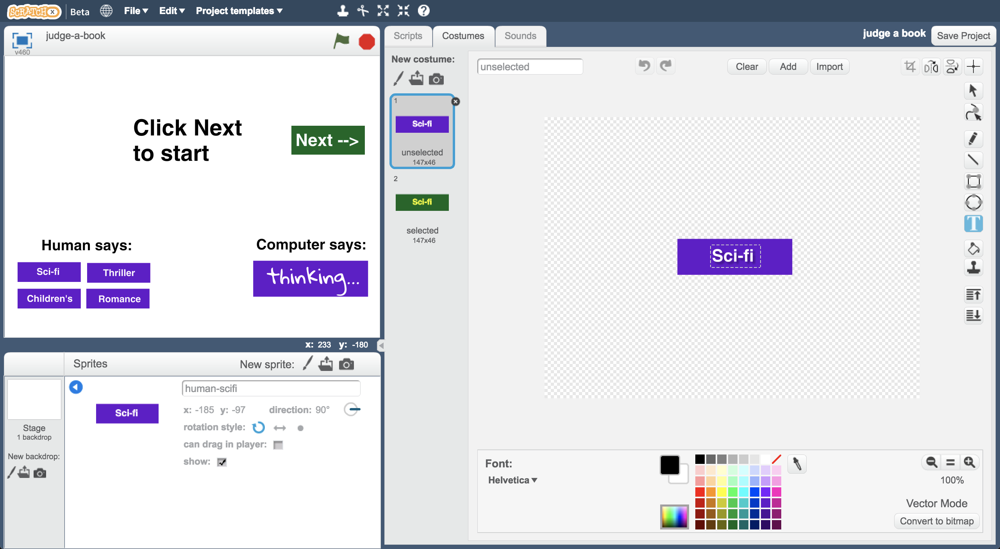 SCRATCHX Beta File Edit Project templates
judge-a-book
v460
Click Next
to start
Next -->
Human says:
Sci-fi
Thriller
Children's
Romance
Computer says:
thinking...
x: 233 y: -180
Sprites
New sprite:
Stage
1 backdrop
New backdrop:
Sci-fi
human-scifi
x: -185 y: -97 direction: 90°
rotation style:
can drag in player:
show:
Scripts
Costumes
Sounds
judge a book
Save Project
New costume:
1
Sci-fi
unselected
147x46
2
Sci-fi
selected
147x46
unselected
Clear
Add
Import
T
Sci-fi
Font:
Helvetica
100%
Vector Mode
Convert to bitmap